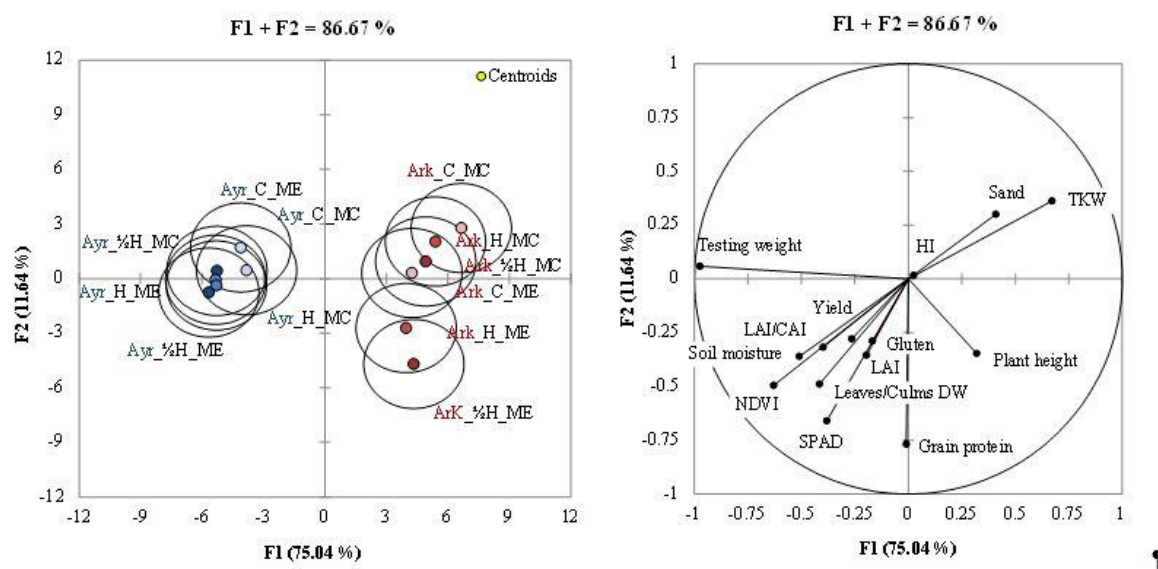 F1 + F2 = 86.67 %
12
9
6
3
0
-3
-6
-9
-12
F2 (11.64 %)
Centroids
Ark_C_MC
Ayr_C_ME
Ayr_C_MC
Ayr_½H_MC
Ark_H_MC
Ark_½H_MC
Ayr_H_ME
Ark_C_ME
Ayr_H_MC
Ark_H_ME
Ayr_½H_ME
ArK_½H_ME
-12 -9 -6 -3 0 3 6 9 12
F1 (75.04 %)
F1 + F2 = 86.67 %
1
0.75
0.5
0.25
0
-0.25
-0.5
-0.75
-1
F2 (11.64 %)
Sand
TKW
HI
Testing weight
Yield
LAI/CAI
Gluten
Soil moisture
LAI
Plant height
NDVI
Leaves/Culms DW
SPAD
Grain protein
-1 -0.75 -0.5 -0.25 0 0.25 0.5 0.75 1
F1 (75.04 %)